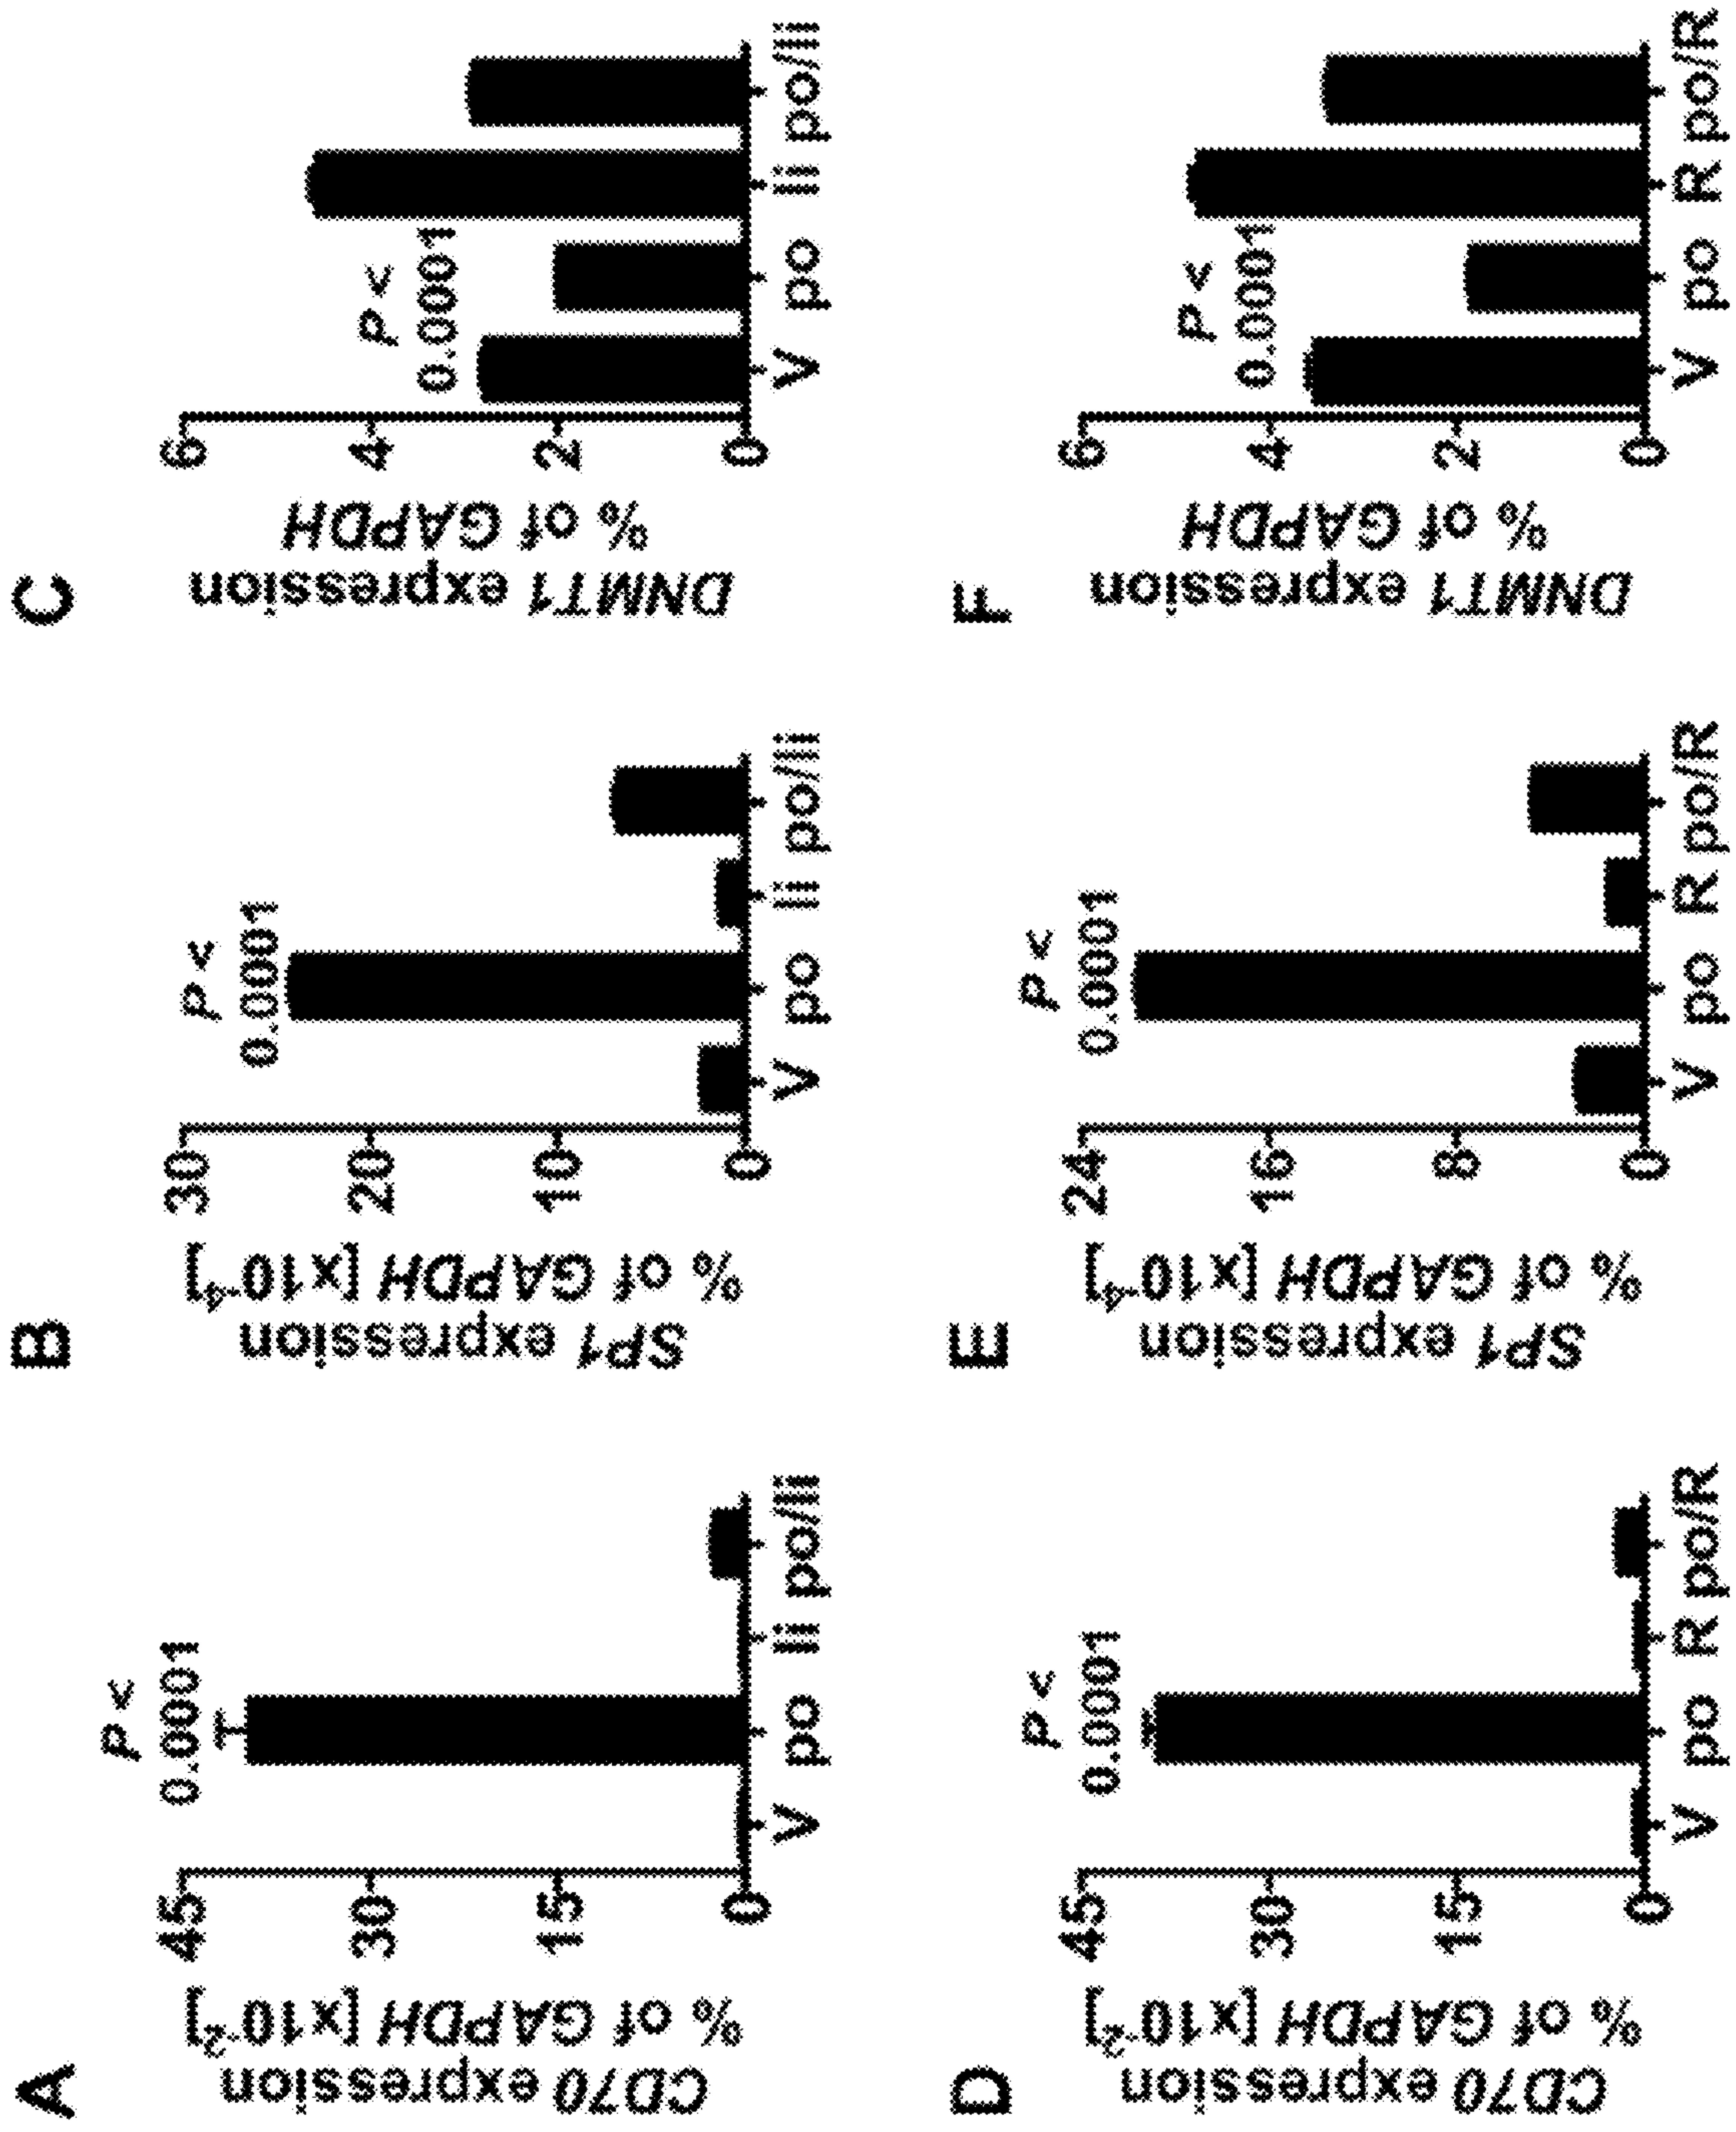 A
CD70 expression
% of GAPDH [x10-2]
45
30
15
0
P <
0.0001
V po Ii po/Ii
B
SP1 expression
% of GAPDH [x10-4]
30
20
10
0
P <
0.0001
V po Ii po/Ii
C
DNMT1 expression
% of GAPDH
6
4
2
0
P <
0.0001
V po Ii po/Ii
D
CD70 expression
% of GAPDH [x10-2]
45
30
15
0
P <
0.0001
V po R po/R
E
SP1 expression
% of GAPDH [x10-4]
24
16
8
0
P <
0.0001
V po R po/R
F
DNMT1 expression
% of GAPDH
6
4
2
0
P <
0.0001
V po R po/R